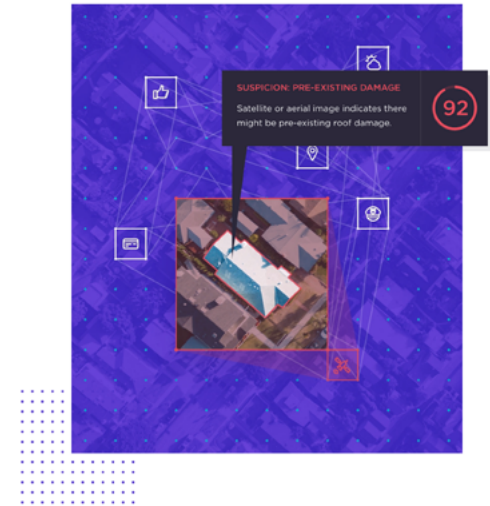 SUSPICION: PRE-EXISTING DAMAGE
Satellite or aerial image indicates there
might be pre-existing roof damage.
92